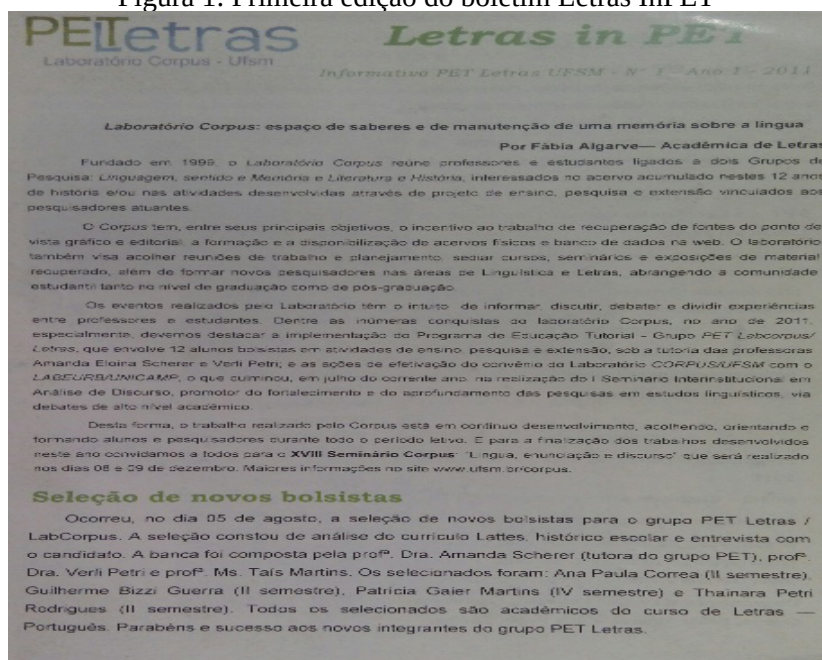 Figura 1: Primeira edição do boletim Letras InPET
PETLetras
Laboratório Corpus - Ufsm
Letras in PET
Informativo PET Letras UFSM - Nº 1 - Ano 1 - 2011
Laboratório Corpus: espaço de saberes e de manutenção de uma memória sobre a língua
Por Fábia Algarve— Acadêmica de Letras
Fundado em 1999, o Laboratório Corpus reúne professores e estudantes ligados a dois Grupos de
Pesquisa: Linguagem, sentido e Memória e Literatura e História, interessados no acervo acumulado nestes 12 anos
de história e/ou nas atividades desenvolvidas através de projeto de ensino, pesquisa e extensão vinculados aos
pesquisadores atuantes.
O Corpus tem, entre seus principais objetivos, o incentivo ao trabalho de recuperação de fontes do ponto de
vista gráfico e editorial, a formação e a disponibilização de acervos físicos e banco de dados na web. O laboratório
também visa acolher reuniões de trabalho e planejamento, sediar cursos, seminários e exposições de material
recuperado, além de formar novos pesquisadores nas áreas de Linguística e Letras, abrangendo a comunidade
estudantil tanto no nível de graduação como de pós-graduação.
Os eventos realizados pelo Laboratório têm o intuito de informar, discutir, debater e dividir experiências
entre professores e estudantes. Dentre as inúmeras conquistas do laboratório Corpus, no ano de 2011,
especialmente, devemos destacar a implementação do Programa de Educação Tutorial - Grupo PET Labcorpus/
Letras, que envolve 12 alunos bolsistas em atividades de ensino, pesquisa e extensão, sob a tutoria das professoras
Amanda Eloina Scherer e Verli Petri; e as ações de efetivação do convênio do Laboratório CORPUS/UFSM com o
LABEURB/UNICAMP, o que culminou, em julho do corrente ano, na realização do I Seminário Interinstitucional em
Análise de Discurso, promotor do fortalecimento e do aprofundamento das pesquisas em estudos linguísticos, via
debates de alto nível acadêmico.
Desta forma, o trabalho realizado pelo Corpus está em contínuo desenvolvimento, acolhendo, orientando e
formando alunos e pesquisadores durante todo o período letivo. E para a finalização dos trabalhos desenvolvidos
neste ano convidamos a todos para o XVIII Seminário Corpus: "Língua, enunciação e discurso" que será realizado
nos dias 08 e 09 de dezembro. Maiores informações no site www.ufsm.br/corpus.
Seleção de novos bolsistas
Ocorreu, no dia 05 de agosto, a seleção de novos bolsistas para o grupo PET Letras /
LabCorpus. A seleção constou de análise do currículo Lattes, histórico escolar e entrevista com
o candidato. A banca foi composta pela profª. Dra. Amanda Scherer (tutora do grupo PET), profª.
Dra. Verli Petri e profª. Ms. Taís Martins. Os selecionados foram: Ana Paula Correa (II semestre),
Guilherme Bizzi Guerra (II semestre), Patrícia Gaier Martins (IV semestre) e Thainara Petri
Rodrigues (II semestre). Todos os selecionados são acadêmicos do curso de Letras —
Português. Parabéns e sucesso aos novos integrantes do grupo PET Letras.